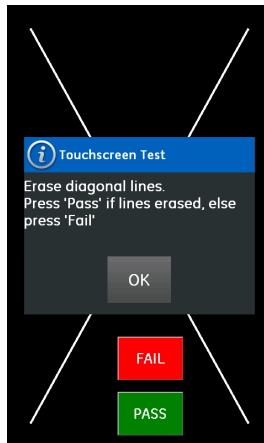 Touchscreen Test
Erase diagonal lines.
Press 'Pass' if lines erased, else
press 'Fail'
OK
FAIL
PASS